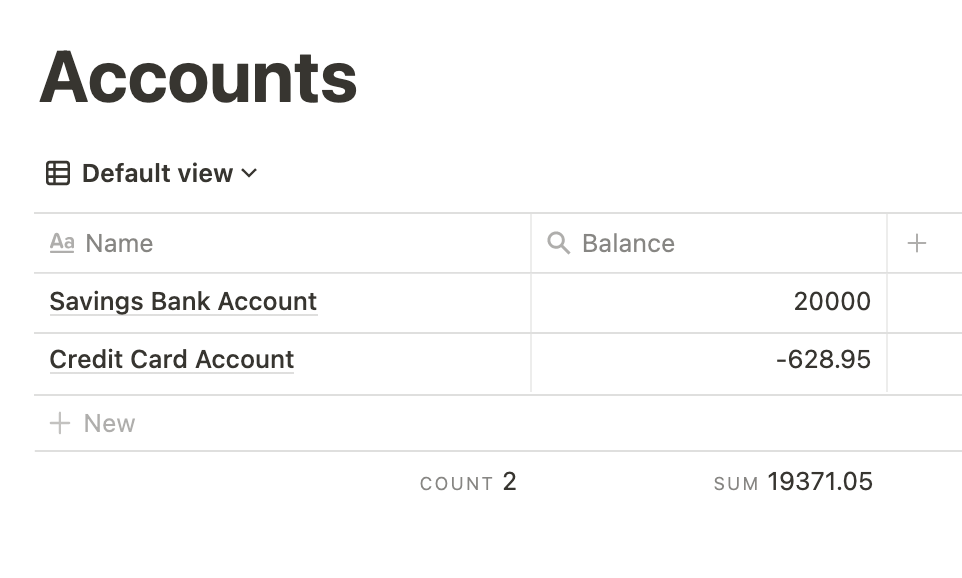 Accounts
Default view
Aa Name Balance
Savings Bank Account 20000
Credit Card Account -628.95
New
COUNT 2 SUM 19371.05